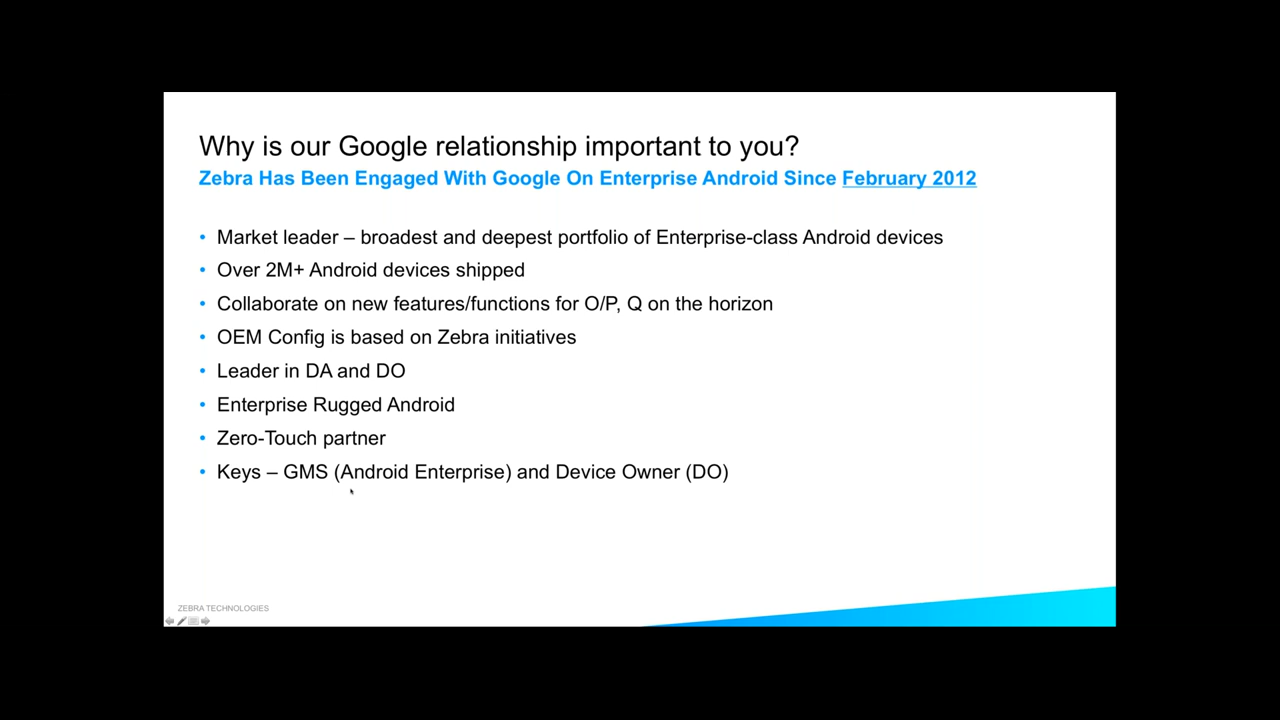 Why is our Google relationship important to you?
Zebra Has Been Engaged With Google On Enterprise Android Since February 2012
• Market leader – broadest and deepest portfolio of Enterprise-class Android devices
• Over 2M+ Android devices shipped
• Collaborate on new features/functions for O/P, Q on the horizon
• OEM Config is based on Zebra initiatives
• Leader in DA and DO
• Enterprise Rugged Android
• Zero-Touch partner
• Keys – GMS (Android Enterprise) and Device Owner (DO)
ZEBRA TECHNOLOGIES